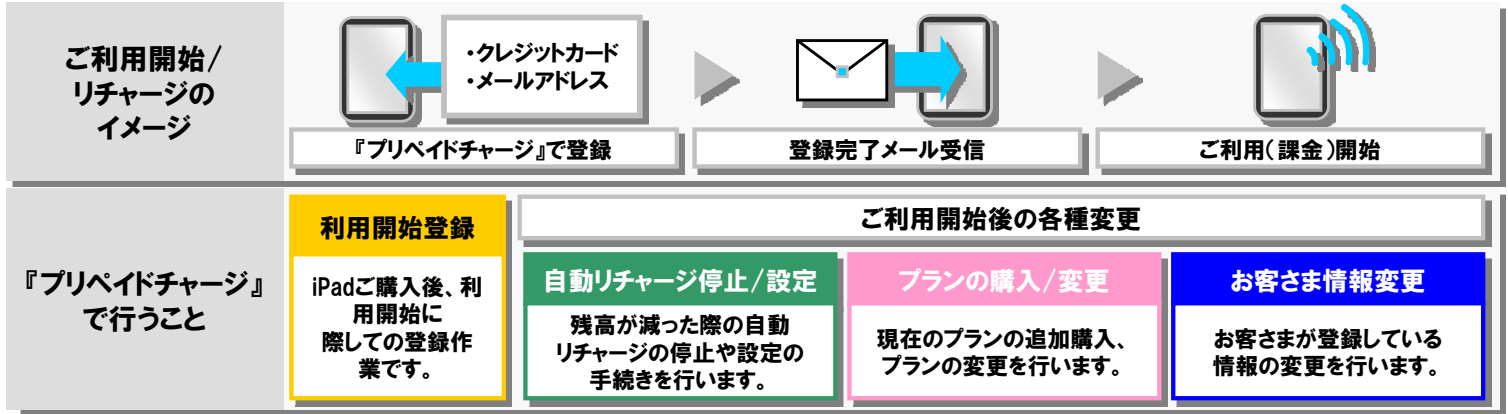 ご利用開始/
リチャージの
イメージ
・クレジットカード
・メールアドレス
『プリペイドチャージ』で登録
登録完了メール受信
ご利用(課金)開始
『プリペイドチャージ』
で行うこと
利用開始登録
iPadご購入後、利
用開始に
際しての登録作
業です。
ご利用開始後の各種変更
自動リチャージ停止/設定
残高が減った際の自動
リチャージの停止や設定の
手続きを行います。
プランの購入/変更
現在のプランの追加購入、
プランの変更を行います。
お客さま情報変更
お客さまが登録している
情報の変更を行います。